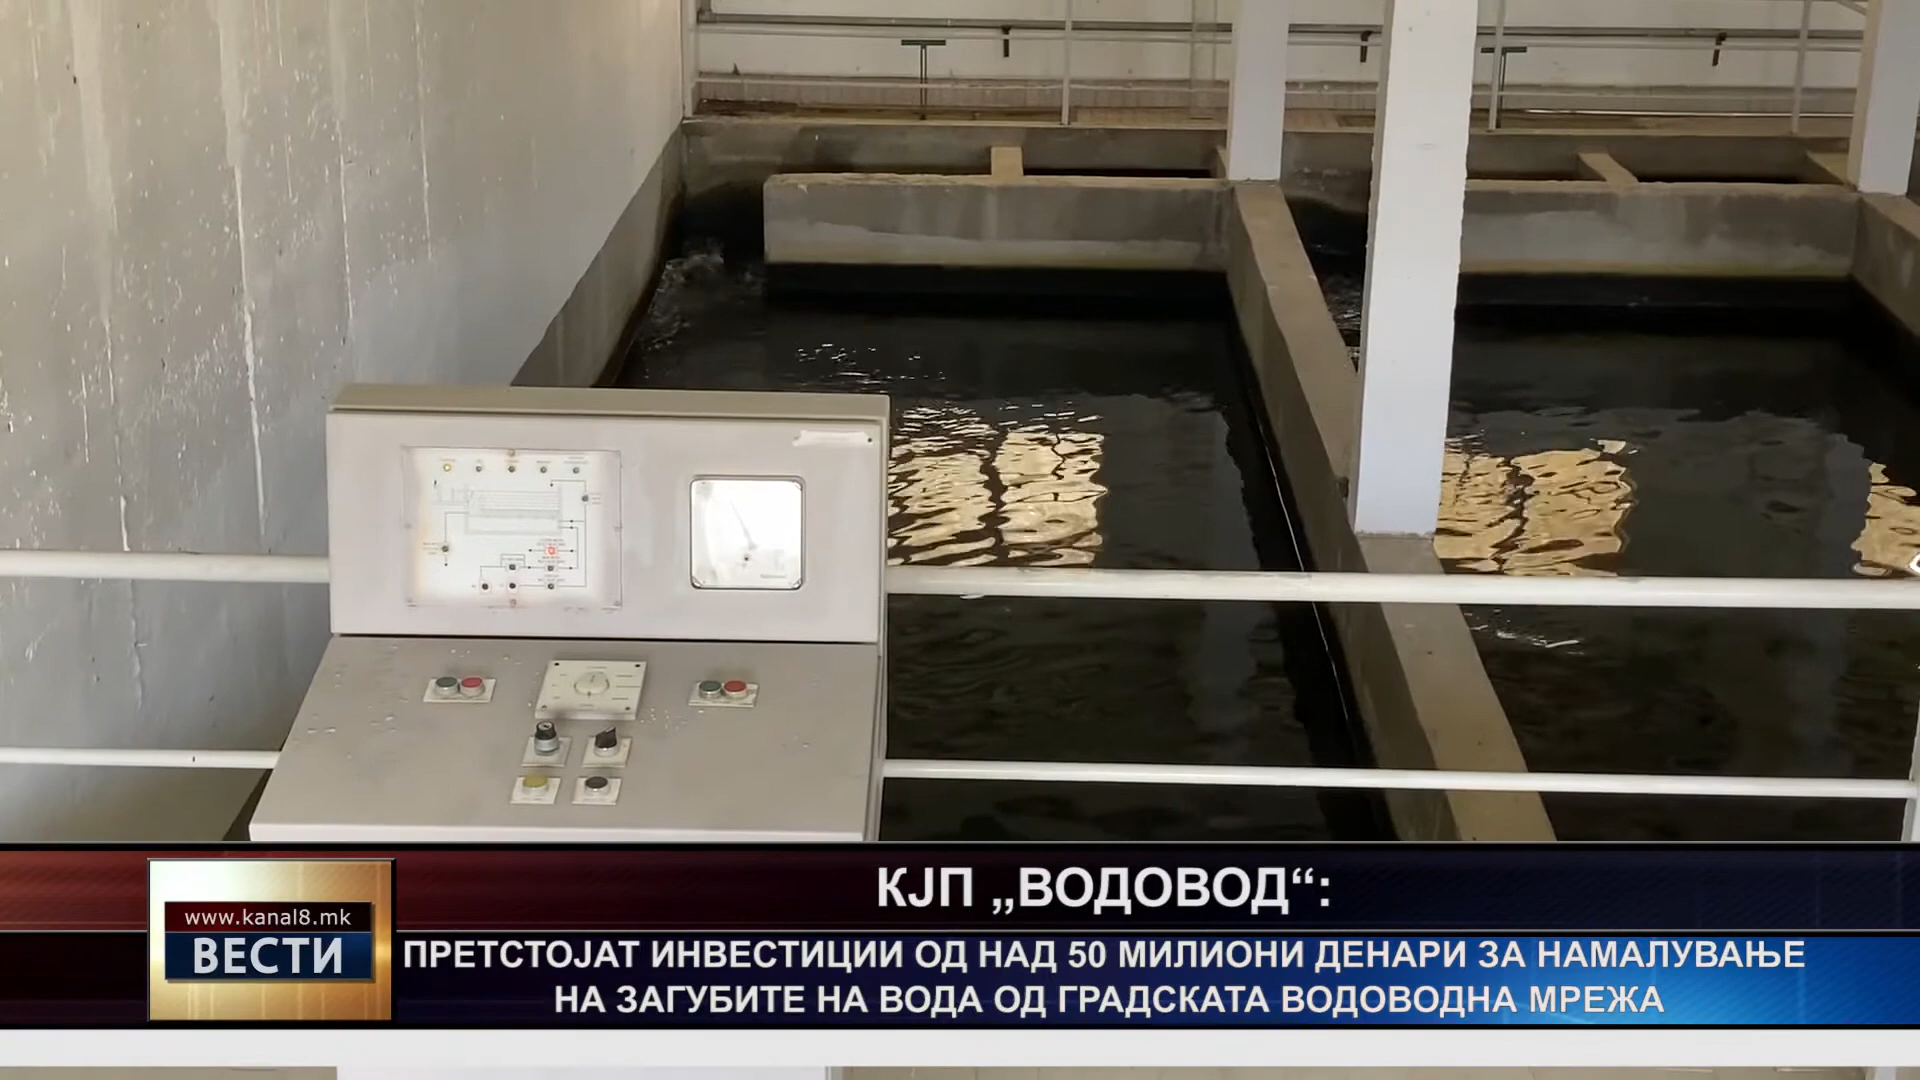 КЈП „ВОДОВОД“:
www.kanal8.mk
ВЕСТИ
ПРЕТСТОЈАТ ИНВЕСТИЦИИ ОД НАД 50 МИЛИОНИ ДЕНАРИ ЗА НАМАЛУВАЊЕ
НА ЗАГУБИТЕ НА ВОДА ОД ГРАДСКАТА ВОДОВОДНА МРЕЖА